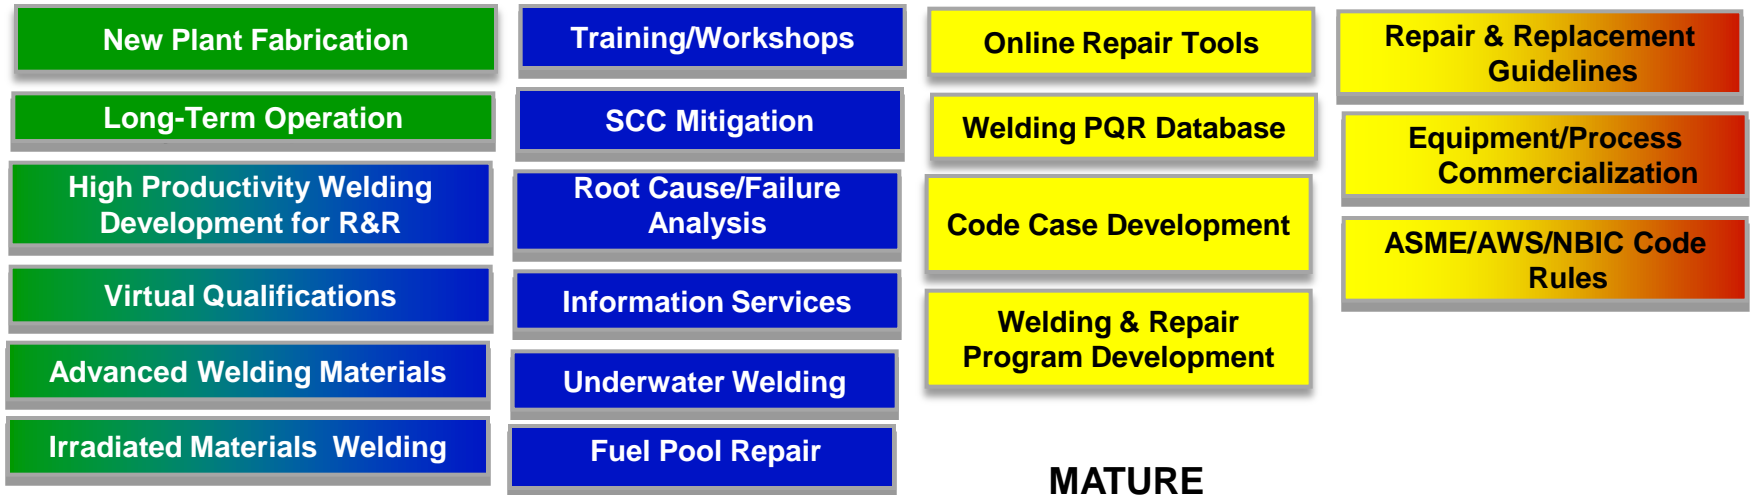 New Plant Fabrication
Long-Term Operation
High Productivity Welding
Development for R&R
Virtual Qualifications
Advanced Welding Materials
Irradiated Materials Welding
Training/Workshops
SCC Mitigation
Root Cause/Failure
Analysis
Information Services
Underwater Welding
Fuel Pool Repair
Online Repair Tools
Welding PQR Database
Code Case Development
Welding & Repair
Program Development
MATURE
Repair & Replacement
Guidelines
Equipment/Process
Commercialization
ASME/AWS/NBIC Code
Rules